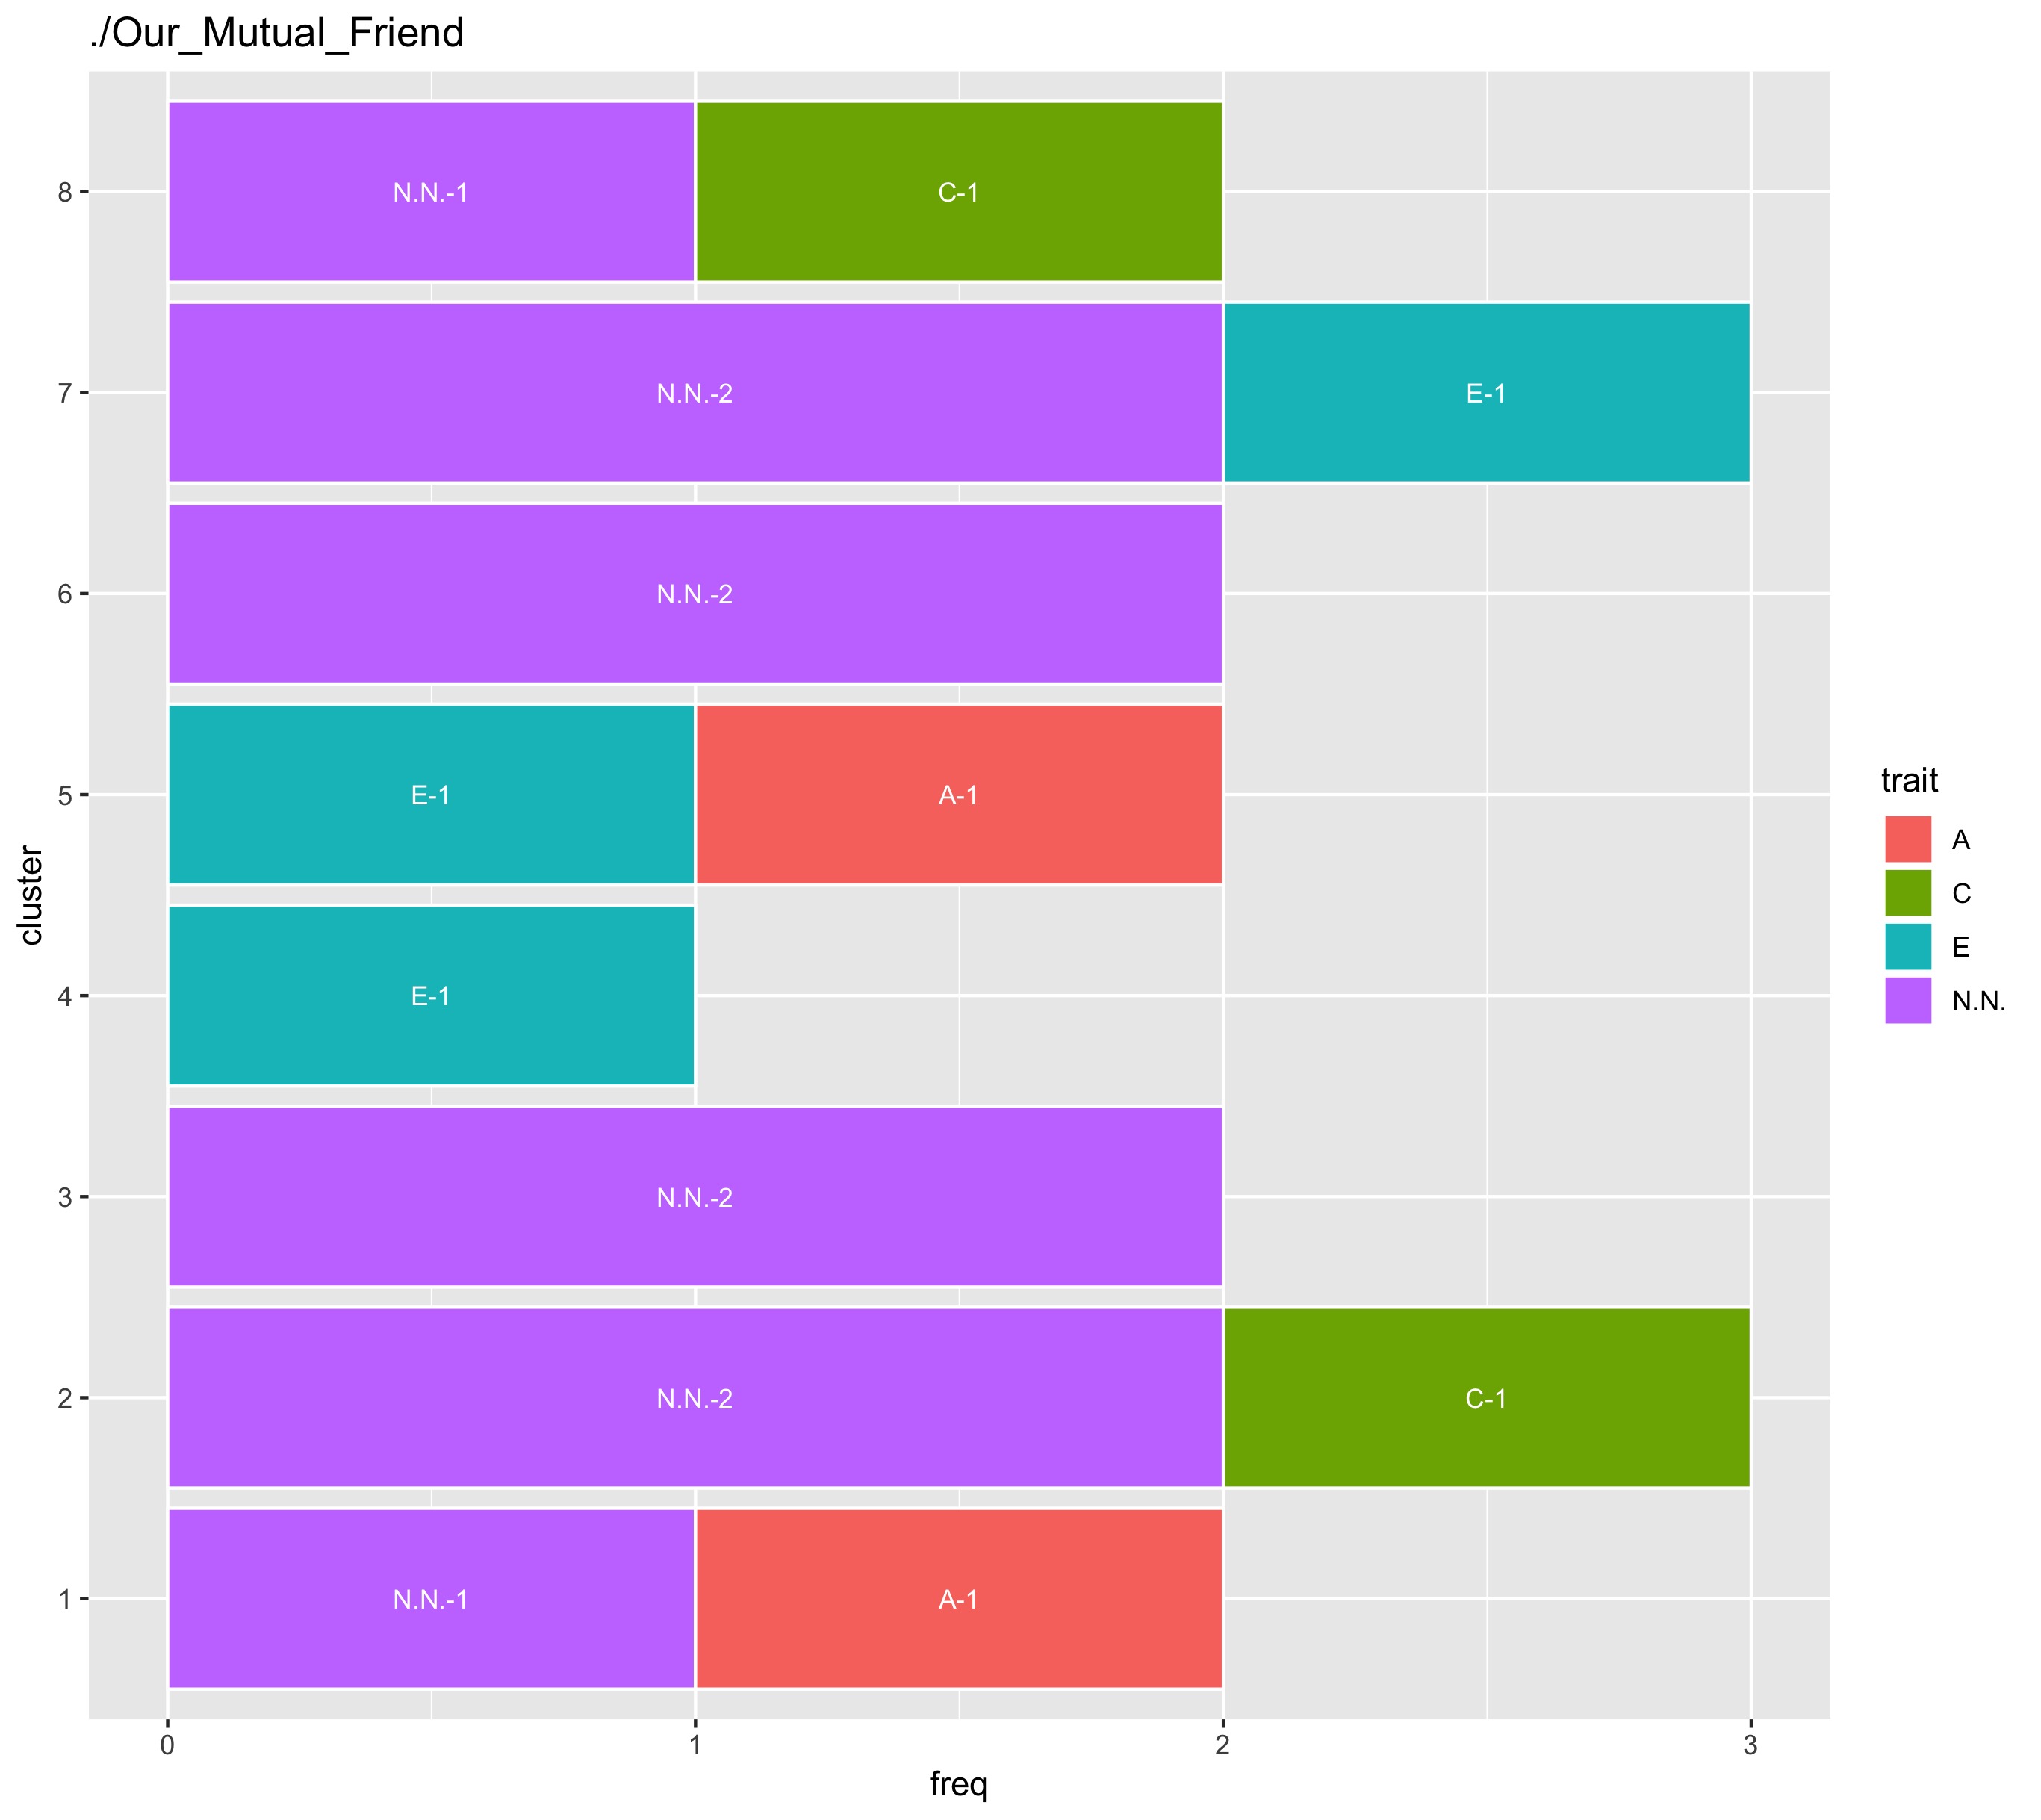 ./Our_Mutual_Friend
cluster
8
N.N.-1 C-1
7
N.N.-2 E-1
6
N.N.-2
5
E-1 A-1
4
E-1
3
N.N.-2
2
N.N.-2 C-1
1
N.N.-1 A-1
0 1 2 3
freq
trait
A
C
E
N.N.